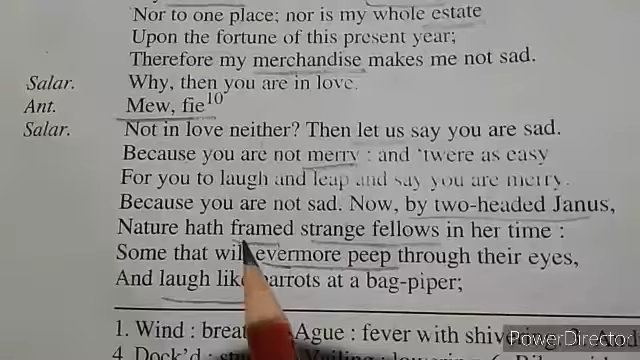 Nor to one place; nor is my whole estate
Upon the fortune of this present year;
Therefore my merchandise makes me not sad.
Salar. Why, then you are in love.
Ant. Mew, fie10
Salar. Not in love neither? Then let us say you are sad.
Because you are not merry : and 'twere as easy
For you to laugh and leap and say you are merry.
Because you are not sad. Now, by two-headed Janus,
Nature hath framed strange fellows in her time :
Some that will evermore peep through their eyes,
And laugh like parrots at a bag-piper;
1. Wind : Ague : fever with
4. Dock'd :
PowerDirector